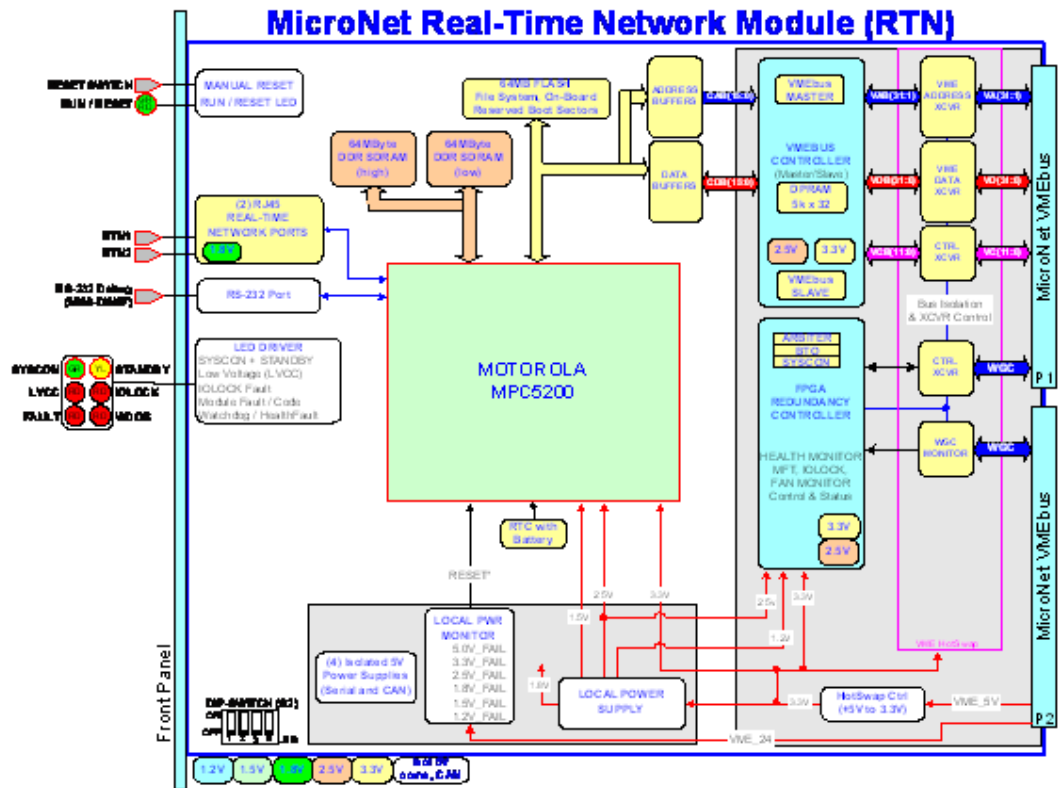 MicroNet Real-Time Network Module (RTN)
RESET SWITCH
RUN / RESET
MANUAL RESET
RUN / RESET LED
64MB FLASH
File System, On-Board
Reserved Boot Sectors
64MByte
DDR SDRAM
(high)
64MByte
DDR SDRAM
(low)
ADDRESS
BUFFERS
DATA
BUFFERS
VMEbus
MASTER
VMEBUS
CONTROLLER
(Master/Slave)
DPRAM
5k x 32
2.5V
3.3V
VMEbus
SLAVE
VME
ADDRESS
XCVR
VME
DATA
XCVR
CTRL
XCVR
Bus Isolation
& XCVR Control
MicroNet VMEbus
P1
(2) RJ45
REAL-TIME
NETWORK PORTS
1.8V
RTN1
RTN2
RS-232 Debug
RS-232 Port
LED DRIVER
SYSCON + STANDBY
Low Voltage (LVCC)
IOLOCK Fault
Module Fault / Code
Watchdog / Health Fault
SYSCON
STANDBY
LVCC
IOLOCK
FAULT
WDOG
MOTOROLA
MPC5200
ARBITER
BTO
SYSCON
FPGA
REDUNDANCY
CONTROLLER
HEALTH MONITOR
MFT, IOLOCK,
FAN MONITOR
Control & Status
3.3V
2.5V
CTRL
XCVR
WGC
WGC
MONITOR
WGC
MicroNet VMEbus
P2
RTC with
Battery
RESET*
1.5V
2.5V
3.3V
2.5v
1.2V
3.3V
VME HotSwap
LOCAL PWR
MONITOR
5.0V_FAIL
3.3V_FAIL
2.5V_FAIL
1.8V_FAIL
1.5V_FAIL
1.2V_FAIL
(4) Isolated 5V
Power Supplies
(Serial and CAN)
1.8V
LOCAL POWER
SUPPLY
3.3V
HotSwap Ctrl
(+5V to 3.3V)
VME_5V
VME_24
Front Panel
DIP-SWITCH (S2)
ON
OFF
1.2V
1.5V
1.8V
2.5V
3.3V